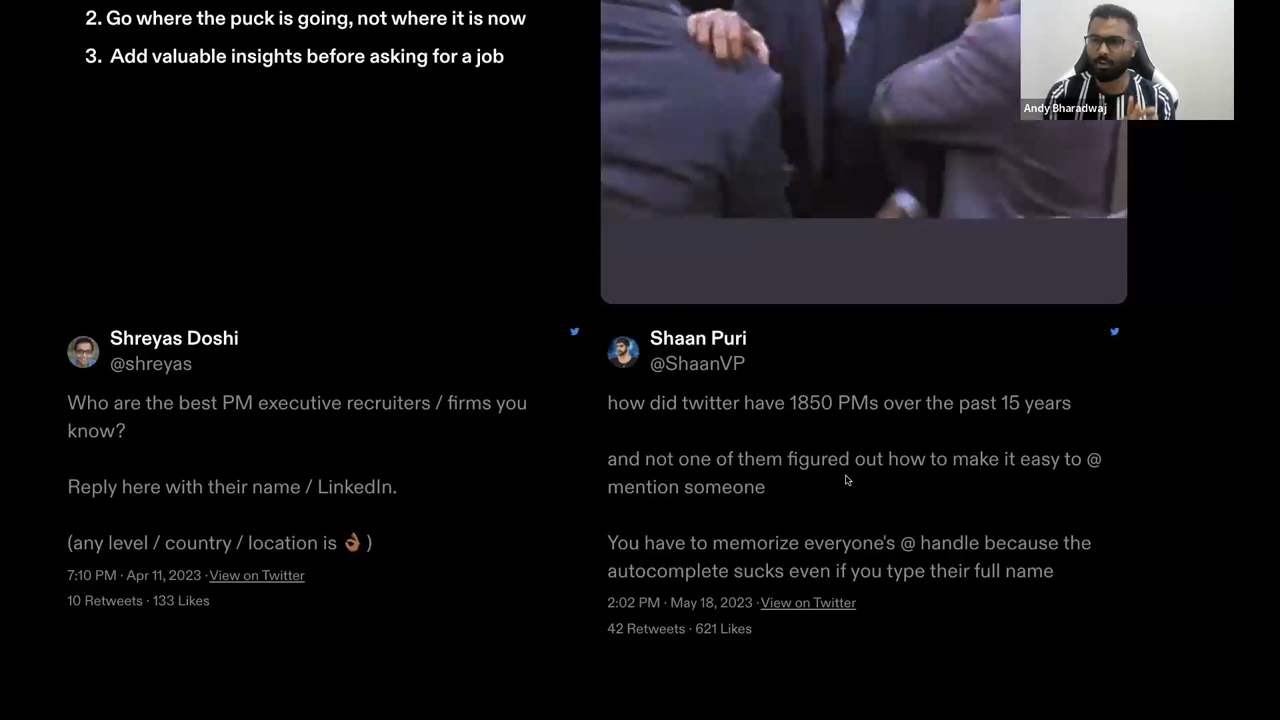 2. Go where the puck is going, not where it is now
3. Add valuable insights before asking for a job
Andy Bharadwaj
Shreyas Doshi
@shreyas
Who are the best PM executive recruiters / firms you
know?
Reply here with their name / LinkedIn.
(any level / country / location is 👌🏾 )
7:10 PM · Apr 11, 2023 · View on Twitter
10 Retweets · 133 Likes
Shaan Puri
@ShaanVP
how did twitter have 1850 PMs over the past 15 years
and not one of them figured out how to make it easy to @
mention someone
You have to memorize everyone's @ handle because the
autocomplete sucks even if you type their full name
2:02 PM · May 18, 2023 · View on Twitter
42 Retweets · 621 Likes